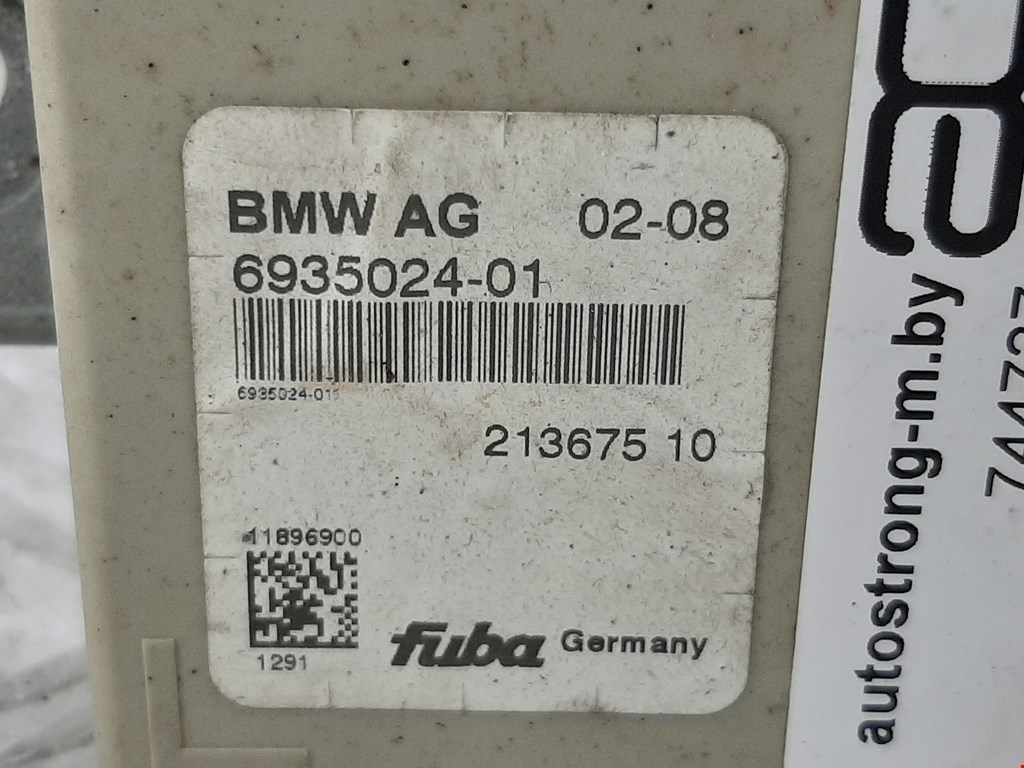 BMW AG 02-08
6935024-01
6935024-01
213675 10
11896900
1291
fuba Germany
autostrong-m.by